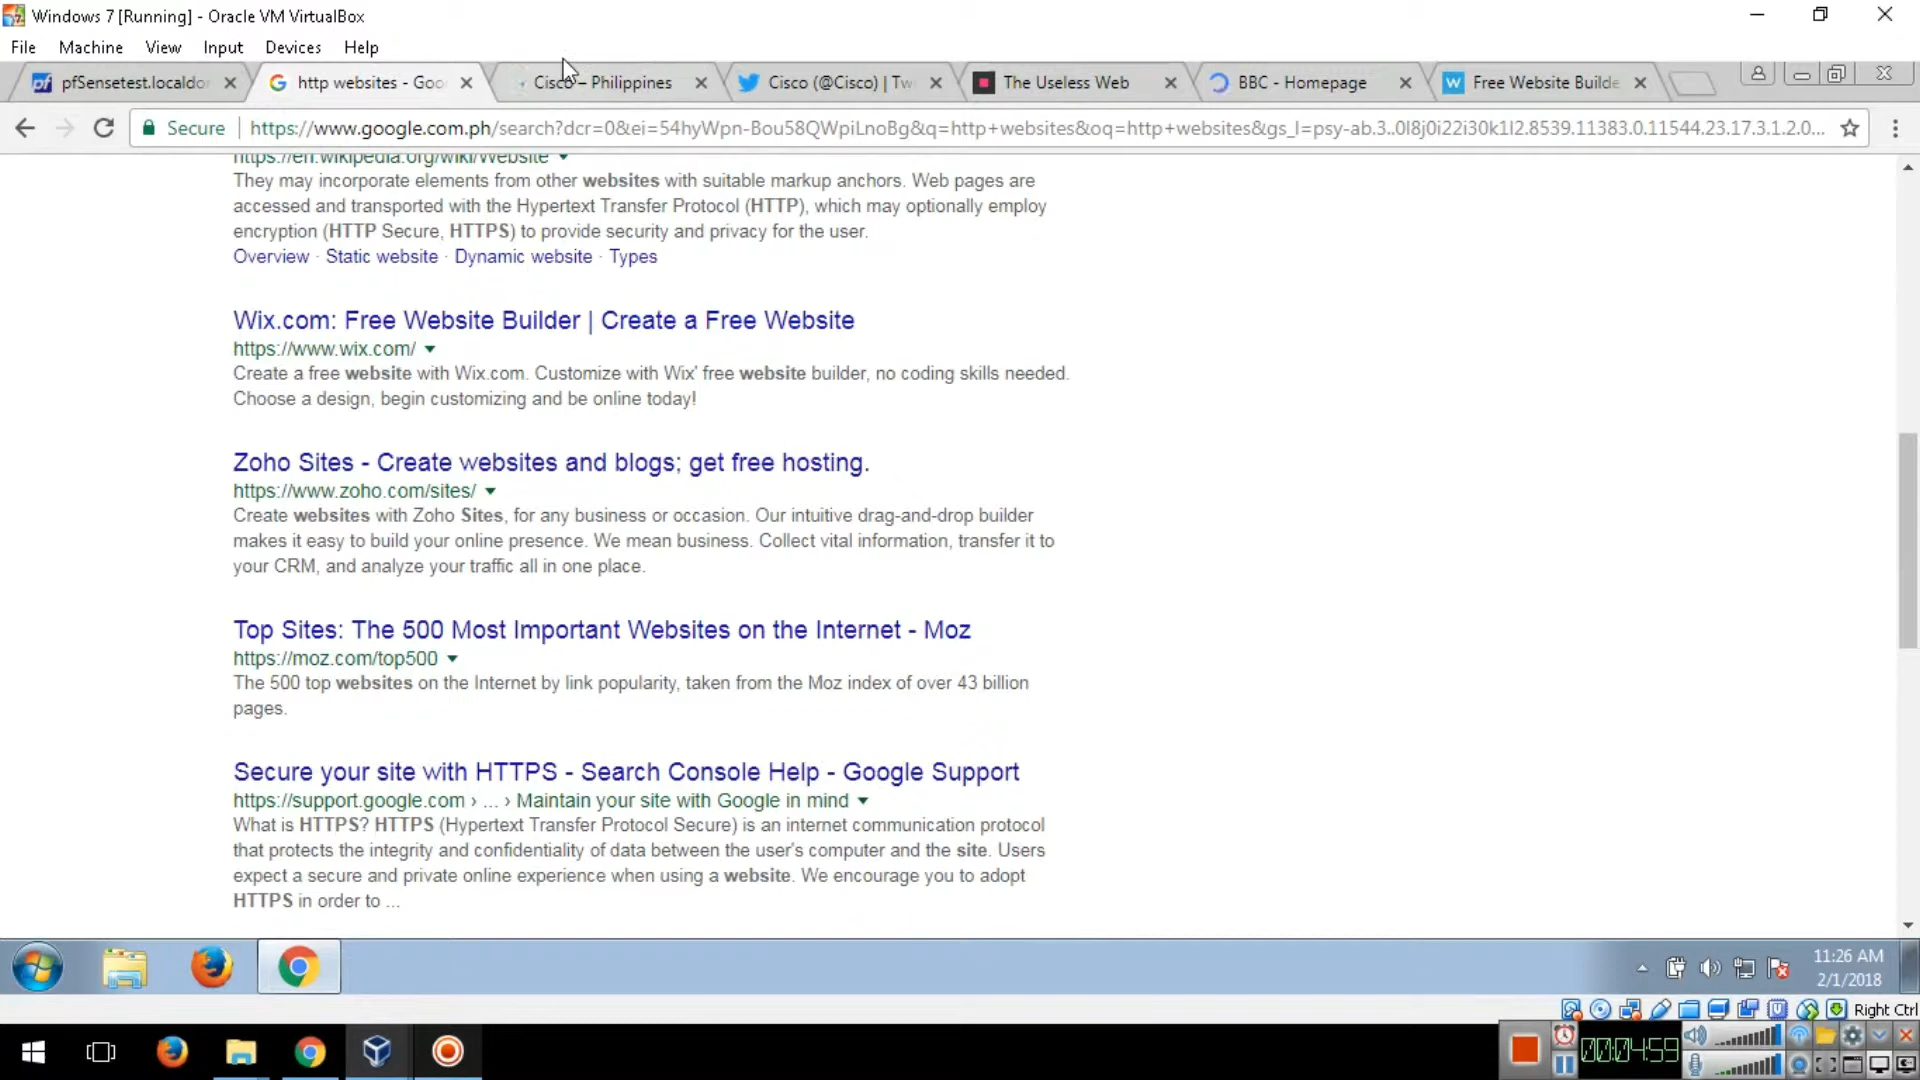 Windows 7 [Running] - Oracle VM VirtualBox
File Machine View Input Devices Help
pfSensetest.localdor
http websites - Goo
Cisco – Philippines
Cisco (@Cisco) | Tw
The Useless Web
BBC - Homepage
Free Website Builde
Secure https://www.google.com.ph/search?dcr=0&ei=54hyWpn-Bou58QWpiLnoBg&q=http+websites&oq=http+websites&gs_l=psy-ab.3..0l8j0i22i30k1l2.8539.11383.0.11544.23.17.3.1.2.0...
https://en.wikipedia.org/wiki/Website
They may incorporate elements from other websites with suitable markup anchors. Web pages are
accessed and transported with the Hypertext Transfer Protocol (HTTP), which may optionally employ
encryption (HTTP Secure, HTTPS) to provide security and privacy for the user.
Overview · Static website · Dynamic website · Types
Wix.com: Free Website Builder | Create a Free Website
https://www.wix.com/
Create a free website with Wix.com. Customize with Wix' free website builder, no coding skills needed.
Choose a design, begin customizing and be online today!
Zoho Sites - Create websites and blogs; get free hosting.
https://www.zoho.com/sites/
Create websites with Zoho Sites, for any business or occasion. Our intuitive drag-and-drop builder
makes it easy to build your online presence. We mean business. Collect vital information, transfer it to
your CRM, and analyze your traffic all in one place.
Top Sites: The 500 Most Important Websites on the Internet - Moz
https://moz.com/top500
The 500 top websites on the Internet by link popularity, taken from the Moz index of over 43 billion
pages.
Secure your site with HTTPS - Search Console Help - Google Support
https://support.google.com › ... › Maintain your site with Google in mind
What is HTTPS? HTTPS (Hypertext Transfer Protocol Secure) is an internet communication protocol
that protects the integrity and confidentiality of data between the user's computer and the site. Users
expect a secure and private online experience when using a website. We encourage you to adopt
HTTPS in order to ...
11:26 AM
2/1/2018
Right Ctrl
00:04:59